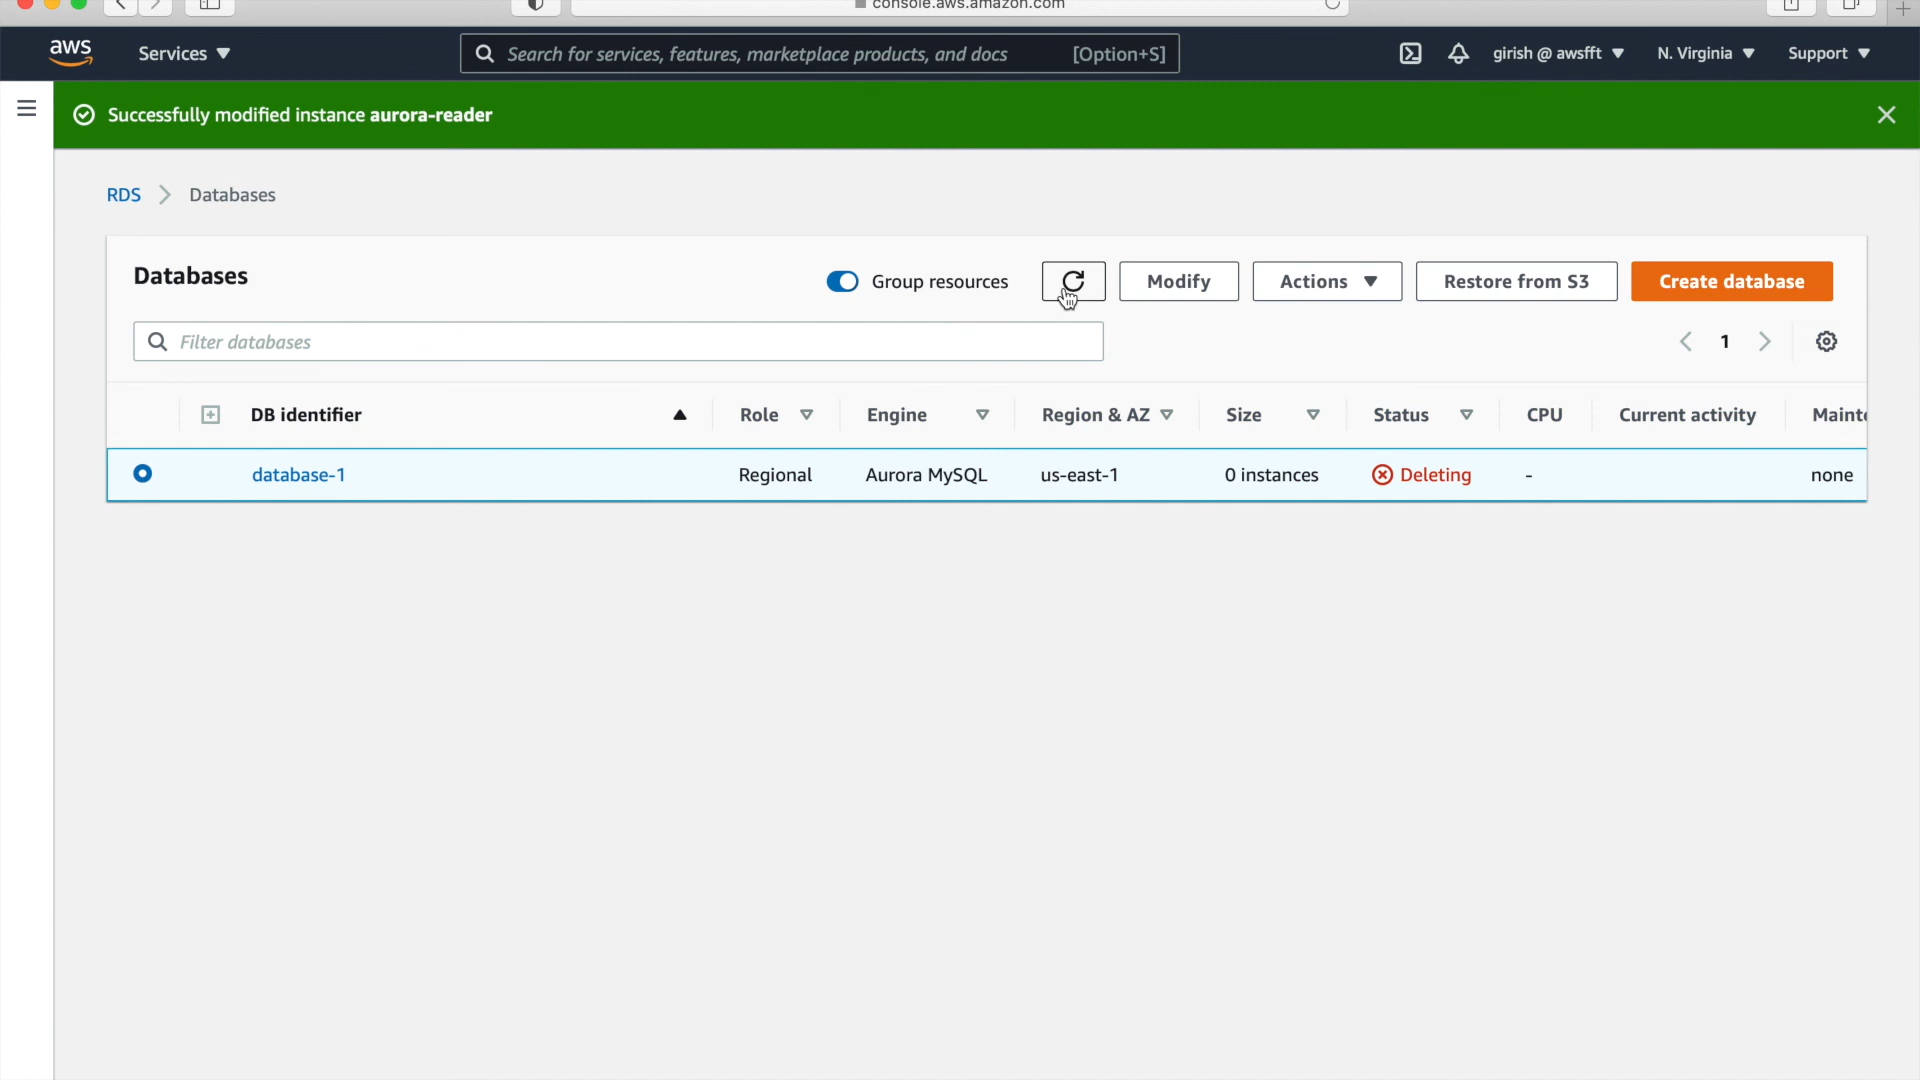 console.aws.amazon.com
aws
Services
Search for services, features, marketplace products, and docs
[Option+S]
girish @ awsfft
N. Virginia
Support
Successfully modified instance aurora-reader
RDS
Databases
Databases
Group resources
Modify
Actions
Restore from S3
Create database
Filter databases
1
DB identifier
Role
Engine
Region & AZ
Size
Status
CPU
Current activity
Mainte
database-1
Regional
Aurora MySQL
us-east-1
0 instances
Deleting
-
none